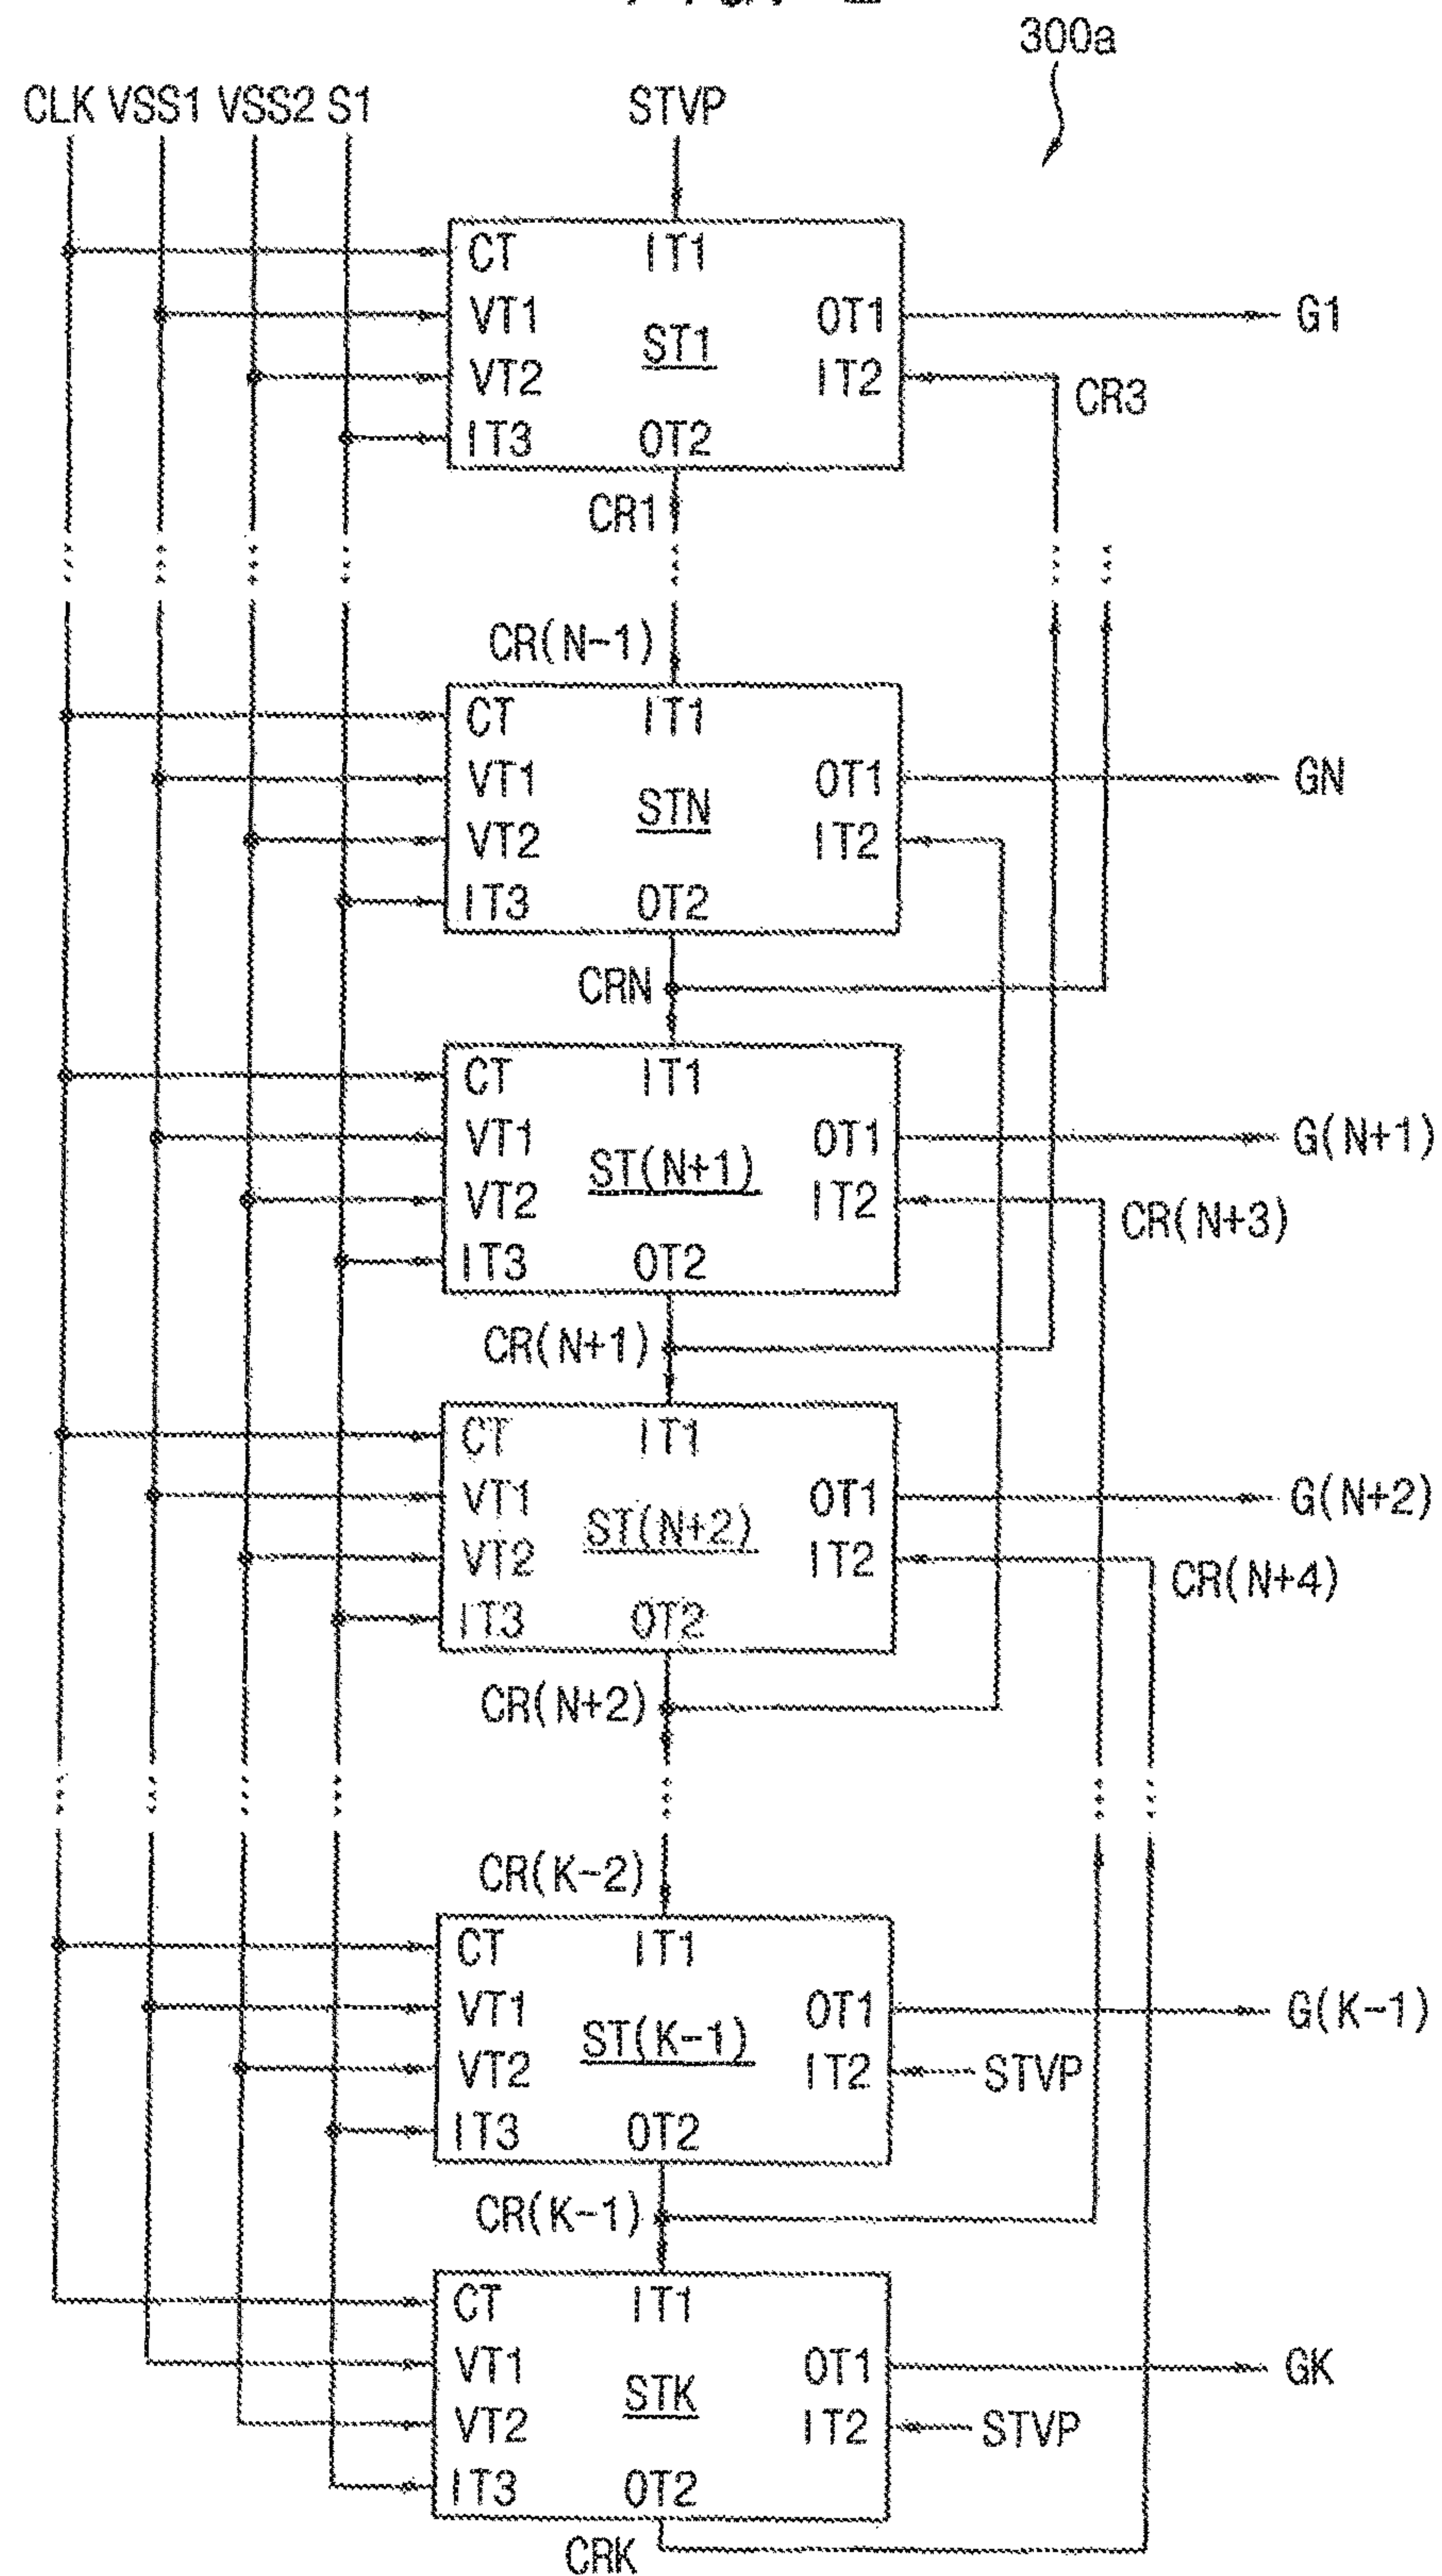 300a
CLK VSS1 VSS2 S1 STVP
CT IT1
VT1 OT1 G1
ST1
VT2 IT2 CR3
IT3 OT2
CR1
CR(N-1)
CT IT1
VT1 OT1 GN
STN
VT2 IT2
IT3 OT2
CRN
CT IT1
VT1 OT1 G(N+1)
ST(N+1)
VT2 IT2 CR(N+3)
IT3 OT2
CR(N+1)
CT IT1
VT1 OT1 G(N+2)
ST(N+2)
VT2 IT2 CR(N+4)
IT3 OT2
CR(N+2)
CR(K-2)
CT IT1
VT1 OT1 G(K-1)
ST(K-1)
VT2 IT2 STVP
IT3 OT2
CR(K-1)
CT IT1
VT1 OT1 GK
STK
VT2 IT2 STVP
IT3 OT2
CRK